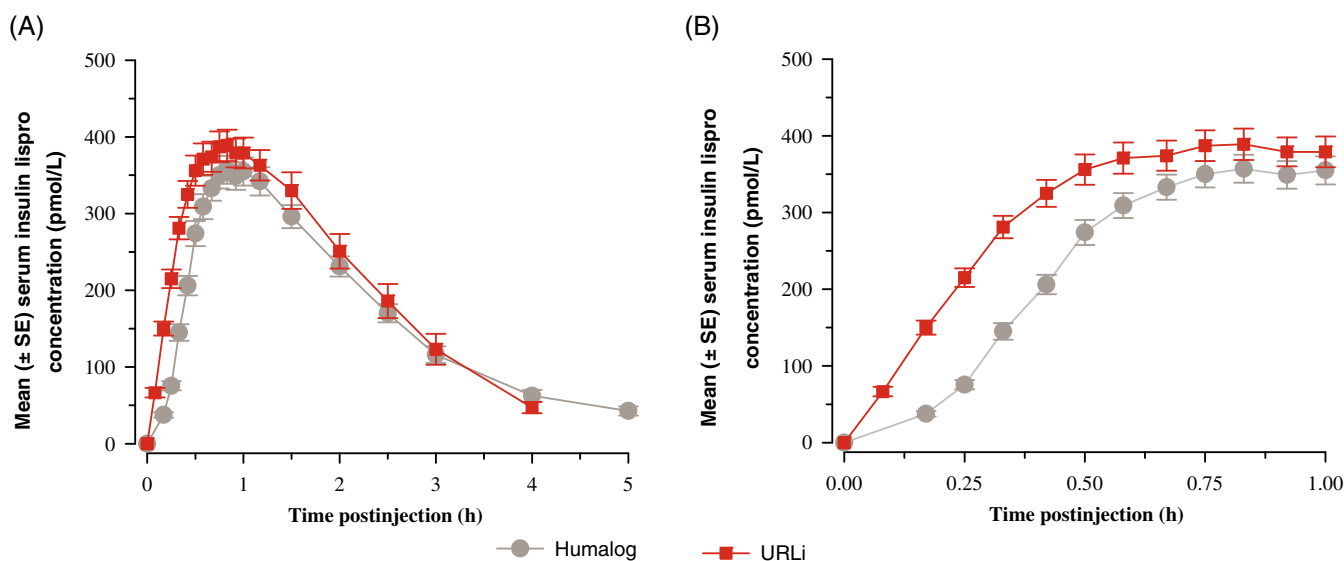 (A)
(B)
Mean (± SE) serum insulin lispro
concentration (pmol/L)
500
400
300
200
100
0
0
1
2
3
4
5
Time postinjection (h)
Mean (± SE) serum insulin lispro
concentration (pmol/L)
500
400
300
200
100
0
0.00
0.25
0.50
0.75
1.00
Time postinjection (h)
Humalog
URLi